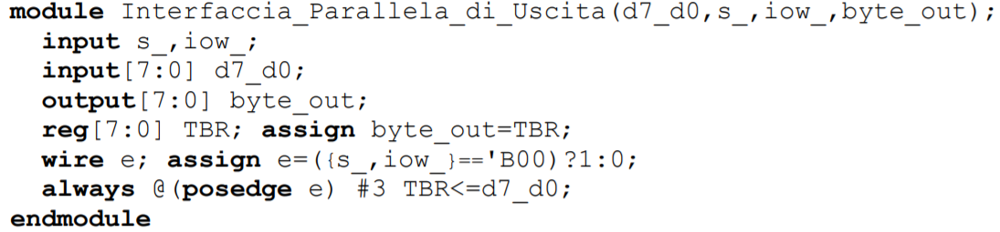 module Interfaccia_Parallela_di_Uscita(d7_d0,s_,iow_,byte_out);
input s_,iow_;
input[7:0] d7_d0;
output[7:0] byte_out;
reg[7:0] TBR; assign byte_out=TBR;
wire e; assign e=({s_,iow_}=='B00)?1:0;
always @(posedge e) #3 TBR<=d7_d0;
endmodule